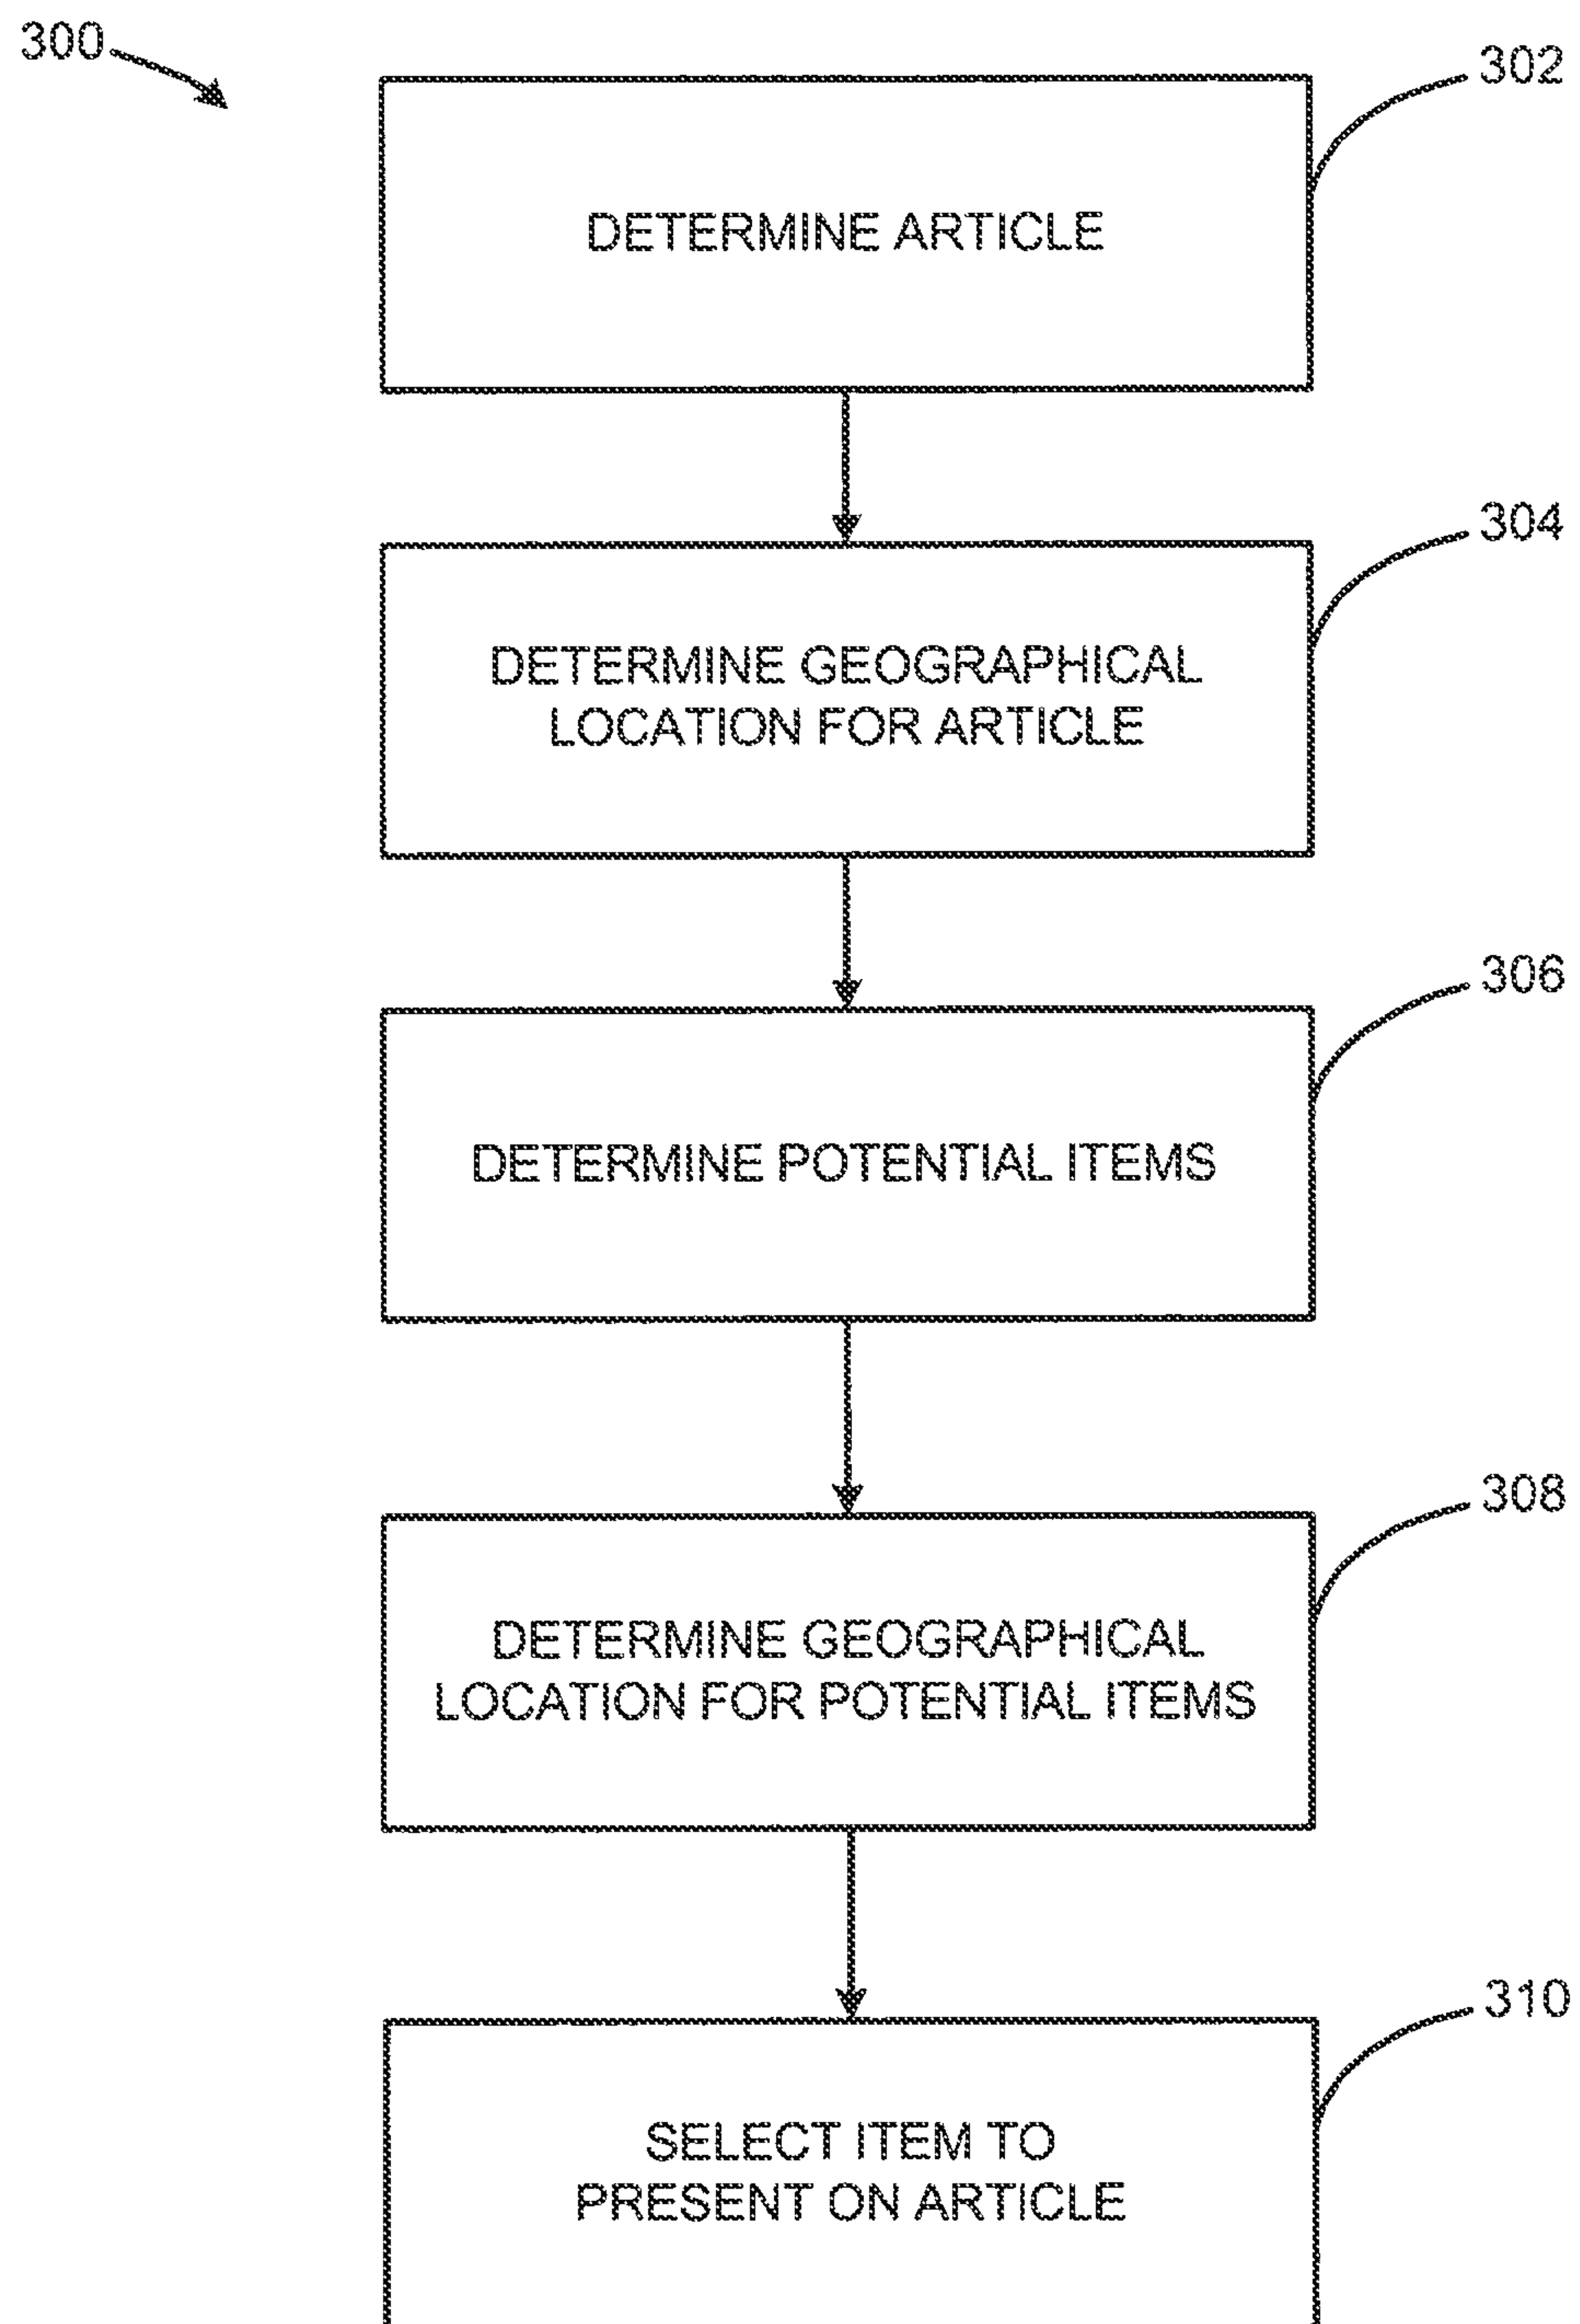 300
302
DETERMINE ARTICLE
304
DETERMINE GEOGRAPHICAL
LOCATION FOR ARTICLE
306
DETERMINE POTENTIAL ITEMS
308
DETERMINE GEOGRAPHICAL
LOCATION FOR POTENTIAL ITEMS
310
SELECT ITEM TO
PRESENT ON ARTICLE